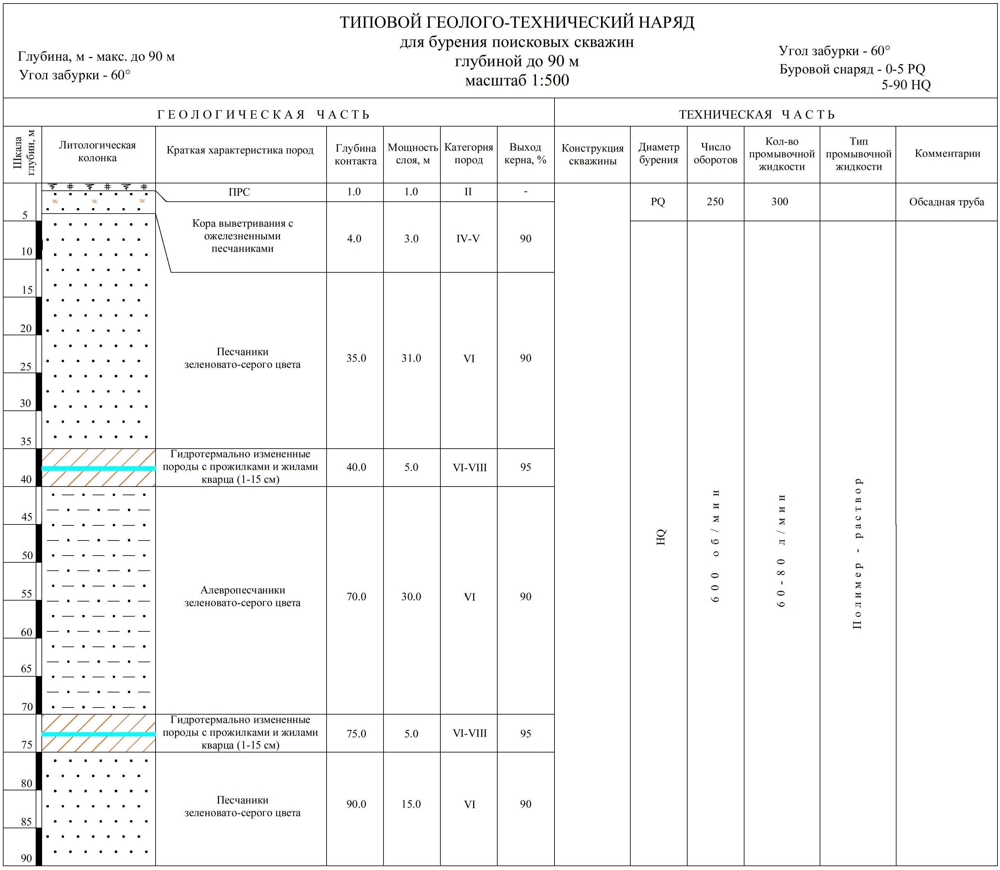 ТИПОВОЙ ГЕОЛОГО-ТЕХНИЧЕСКИЙ НАРЯД
для бурения поисковых скважин
глубиной до 90 м
масштаб 1:500
Глубина, м - макс. до 90 м
Угол забурки - 60°
Угол забурки - 60°
Буровой снаряд - 0-5 PQ
5-90 HQ
ГЕОЛОГИЧЕСКАЯ ЧАСТЬ
ТЕХНИЧЕСКАЯ ЧАСТЬ
Шкала
глубин, м
Литологическая
колонка
Краткая характеристика пород
Глубина
контакта
Мощность
слоя, м
Категория
пород
Выход
керна, %
Конструкция
скважины
Диаметр
бурения
Число
оборотов
Кол-во
промывочной
жидкости
Тип
промывочной
жидкости
Комментарии
ПРС
1.0
1.0
II
-
PQ
250
300
Обсадная труба
w w w
5
Кора выветривания с
ожелезненными
песчаниками
4.0
3.0
IV-V
90
10
15
20
Песчаники
зеленовато-серого цвета
35.0
31.0
VI
90
25
30
35
Гидротермально измененные
породы с прожилками и жилами
кварца (1-15 см)
40.0
5.0
VI-VIII
95
40
45
50
HQ
600 об/мин
60-80 л/мин
Полимер - раствор
Алевропесчаники
зеленовато-серого цвета
70.0
30.0
VI
90
55
60
65
70
Гидротермально измененные
породы с прожилками и жилами
кварца (1-15 см)
75.0
5.0
VI-VIII
95
75
80
Песчаники
зеленовато-серого цвета
90.0
15.0
VI
90
85
90